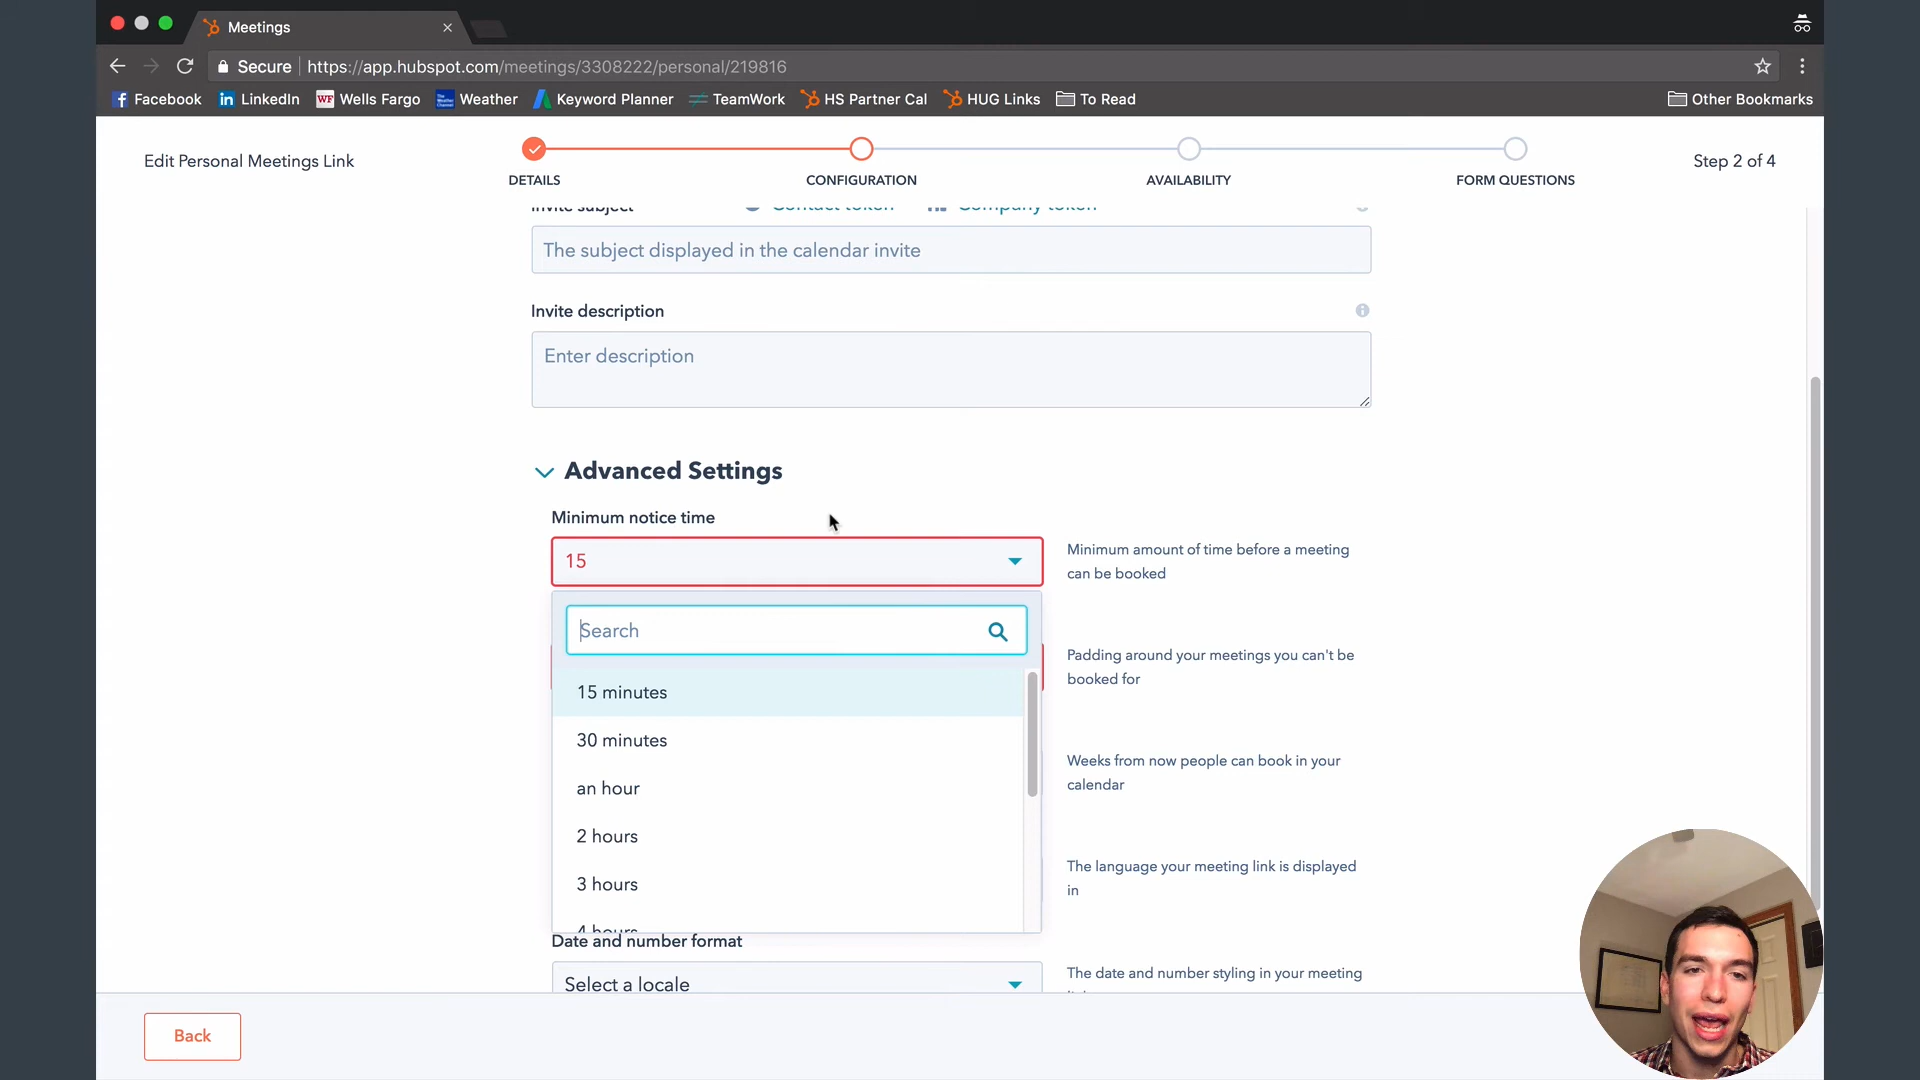 Meetings
Secure https://app.hubspot.com/meetings/3308222/personal/219816
Facebook LinkedIn WF Wells Fargo Weather Keyword Planner TeamWork HS Partner Cal HUG Links To Read Other Bookmarks
Edit Personal Meetings Link
DETAILS CONFIGURATION AVAILABILITY FORM QUESTIONS
Step 2 of 4
Invite subject Contact token Company token
The subject displayed in the calendar invite
Invite description
Enter description
Advanced Settings
Minimum notice time
15
Minimum amount of time before a meeting
can be booked
Search
Padding around your meetings you can't be
booked for
15 minutes
30 minutes
an hour
Weeks from now people can book in your
calendar
2 hours
3 hours
The language your meeting link is displayed
in
4 hours
Date and number format
Select a locale
The date and number styling in your meeting
Back